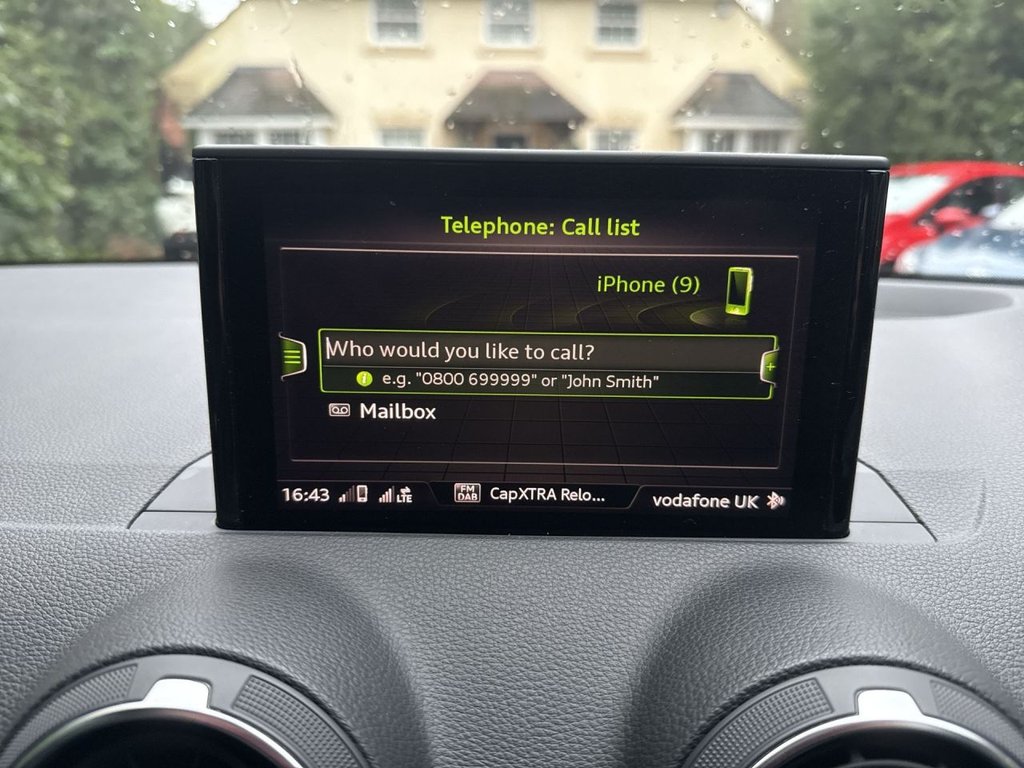 Telephone: Call list
iPhone (9)
Who would you like to call?
e.g. "0800 699999" or "John Smith"
Mailbox
16:43 LTE FM DAB CapXTRA Relo... vodafone UK